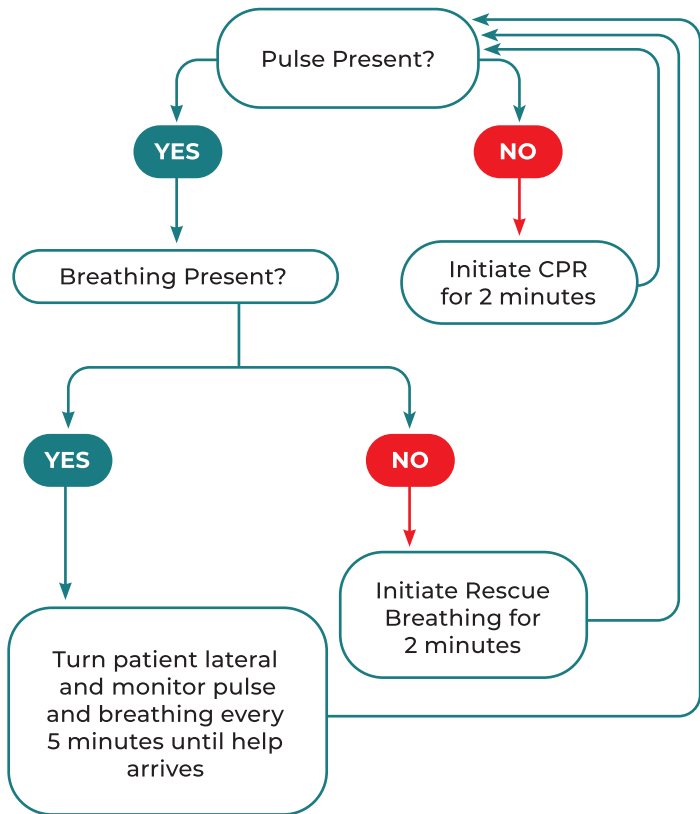 Pulse Present?
YES
NO
Breathing Present?
Initiate CPR
for 2 minutes
YES
NO
Initiate Rescue
Breathing for
2 minutes
Turn patient lateral
and monitor pulse
and breathing every
5 minutes until help
arrives